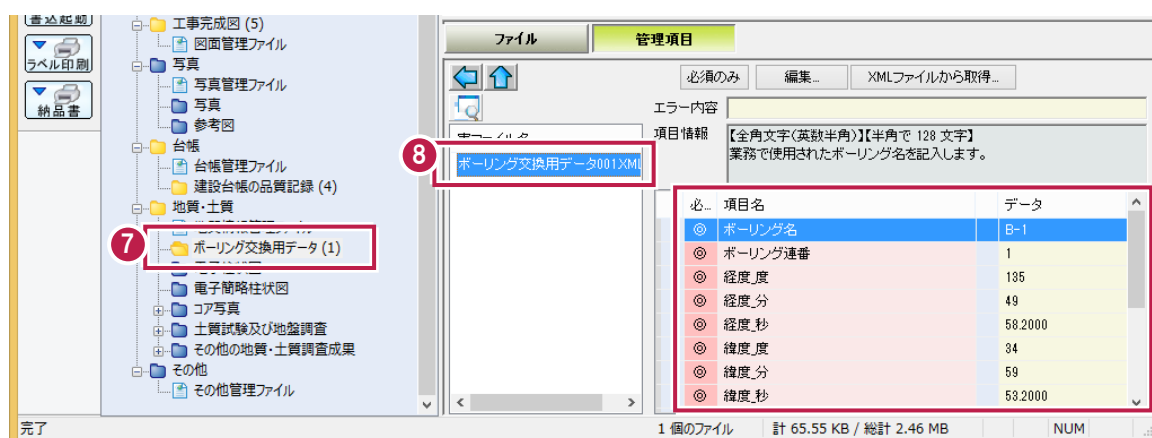 書込起動
ラベル印刷
納品書
工事完成図 (5)
図面管理ファイル
写真
写真管理ファイル
写真
参考図
台帳
台帳管理ファイル
建設台帳の品質記録 (4)
地質・土質
7
ボーリング交換用データ (1)
電子簡略柱状図
コア写真
土質試験及び地盤調査
その他の地質・土質調査成果
その他
その他管理ファイル
ファイル
管理項目
必須のみ
編集...
XMLファイルから取得...
エラー内容
項目情報
【全角文字(英数半角)】【半角で 128 文字】
業務で使用されたボーリング名を記入します。
8
ボーリング交換用データ001XML
必... 項目名 データ
◎ ボーリング名 B-1
◎ ボーリング連番 1
◎ 経度_度 135
◎ 経度_分 49
◎ 経度_秒 58.2000
◎ 緯度_度 34
◎ 緯度_分 59
◎ 緯度_秒 53.2000
完了
1 個のファイル
計 65.55 KB / 総計 2.46 MB
NUM